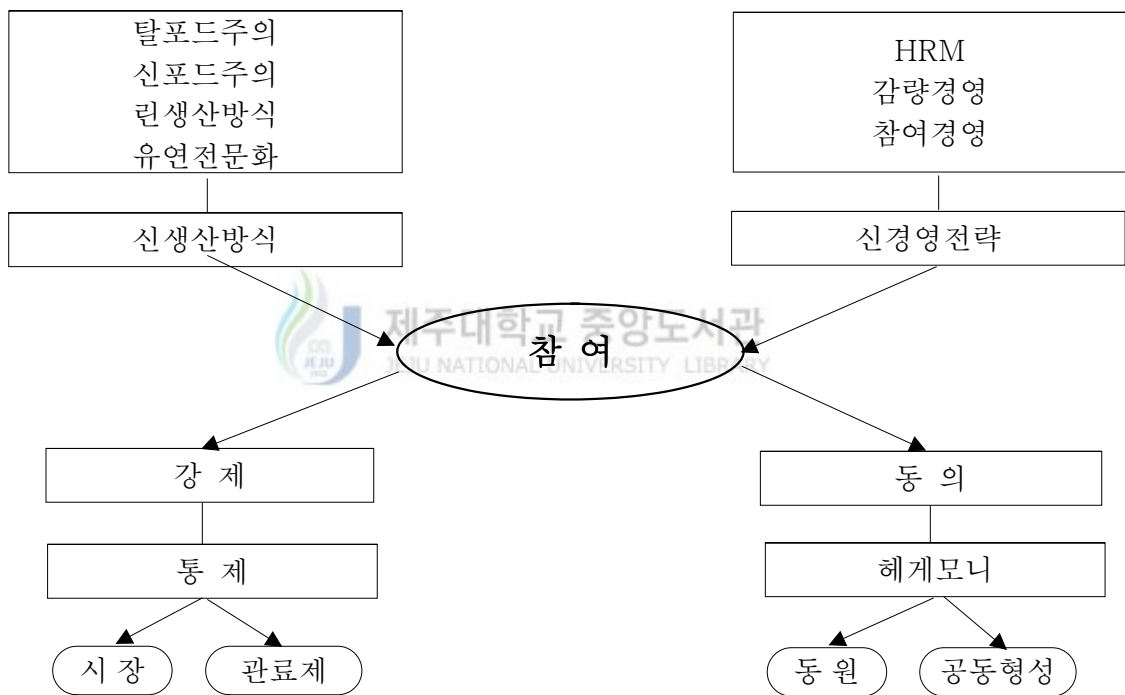 탈포드주의
신포드주의
린생산방식
유연전문화
HRM
감량경영
참여경영
신생산방식
신경영전략
제주대학교 중앙도서관
JEJU NATIONAL UNIVERSITY LIBRARY
JEJU
1952
참 여
강 제
동 의
통 제
헤게모니
시 장
관료제
동 원
공동형성